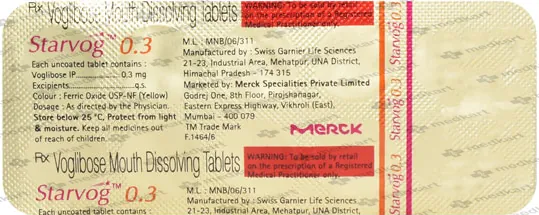 Rx Voglibose Mouth Dissolving Tablets
WARNING: To be sold by retail
on the prescription of a Registered
Medical Practitioner only.
Starvog™ 0.3
Each uncoated tablet contains :
Voglibose IP........... 0.3 mg
Excipients................q.s.
Colour : Ferric Oxide USP-NF (Yellow)
Dosage : As directed by the Physician.
Store below 25 °C, Protect from light
& moisture. Keep all medicines out
of reach of children.
M.L : MNB/06/311
Manufactured by : Swiss Garnier Life Sciences
21-23, Industrial Area, Mehatpur, UNA District,
Himachal Pradesh - 174 315
Marketed by: Merck Specialities Private Limited
Godrej One, 8th Floor, Pirojshanagar,
Eastern Express Highway, Vikhroli (East),
Mumbai - 400 079
TM Trade Mark
F.1464/6
MERCK
Rx Voglibose Mouth Dissolving Tablets
WARNING: To be sold by retail
on the prescription of a Registered
Medical Practitioner only.
Starvog™ 0.3
Each uncoated tablet contains :
M.L : MNB/06/311
Manufactured by : Swiss Garnier Life Sciences
21-23, Industrial Area, Mehatpur, UNA District,
Starvog 0.3
Starvog 0.3